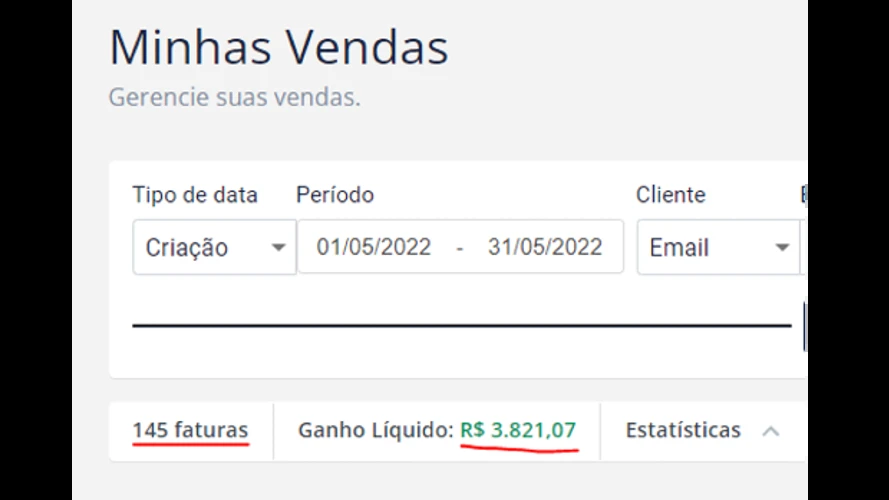 Minhas Vendas
Gerencie suas vendas.
Tipo de data Período Cliente
Criação 01/05/2022 - 31/05/2022 Email
145 faturas Ganho Líquido: R$ 3.821,07 Estatísticas